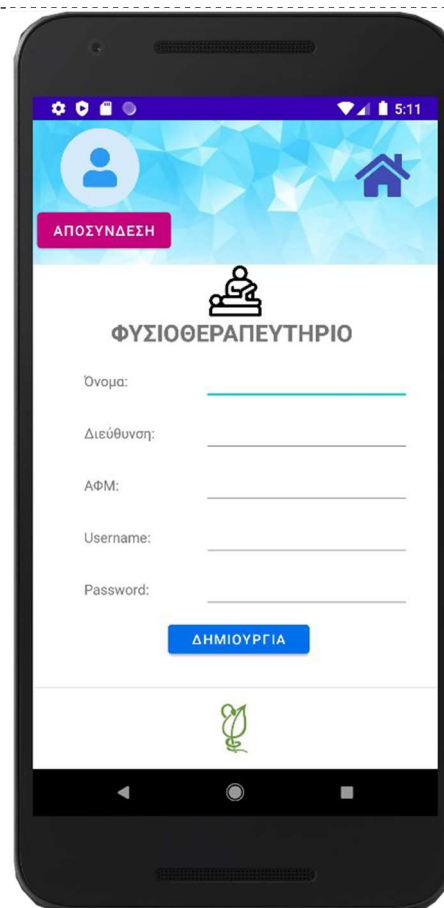 5:11
ΑΠΟΣΥΝΔΕΣΗ
ΦΥΣΙΟΘΕΡΑΠΕΥΤΗΡΙΟ
Όνομα:
Διεύθυνση:
ΑΦΜ:
Username:
Password:
ΔΗΜΙΟΥΡΓΙΑ